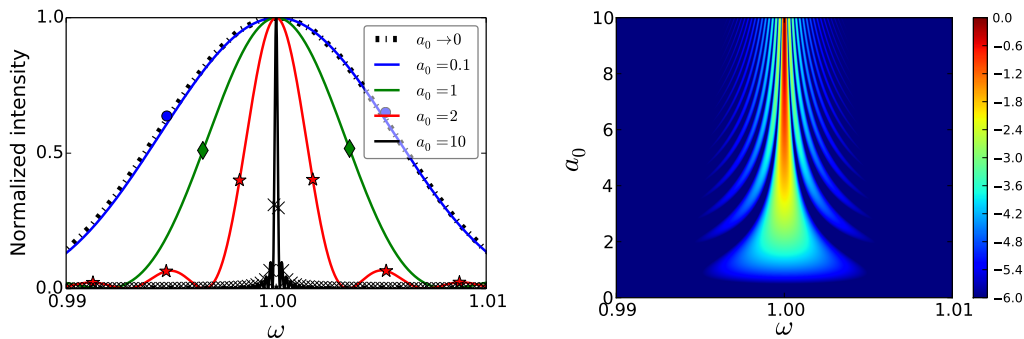 1.0
0.5
0.0
0.99
1.00
1.01
Normalized intensity
ω
a₀ → 0
a₀ = 0.1
a₀ = 1
a₀ = 2
a₀ = 10
10
8
6
4
2
0
0.99
1.00
1.01
a₀
ω
0.0
−0.6
−1.2
−1.8
−2.4
−3.0
−3.6
−4.2
−4.8
−5.4
−6.0